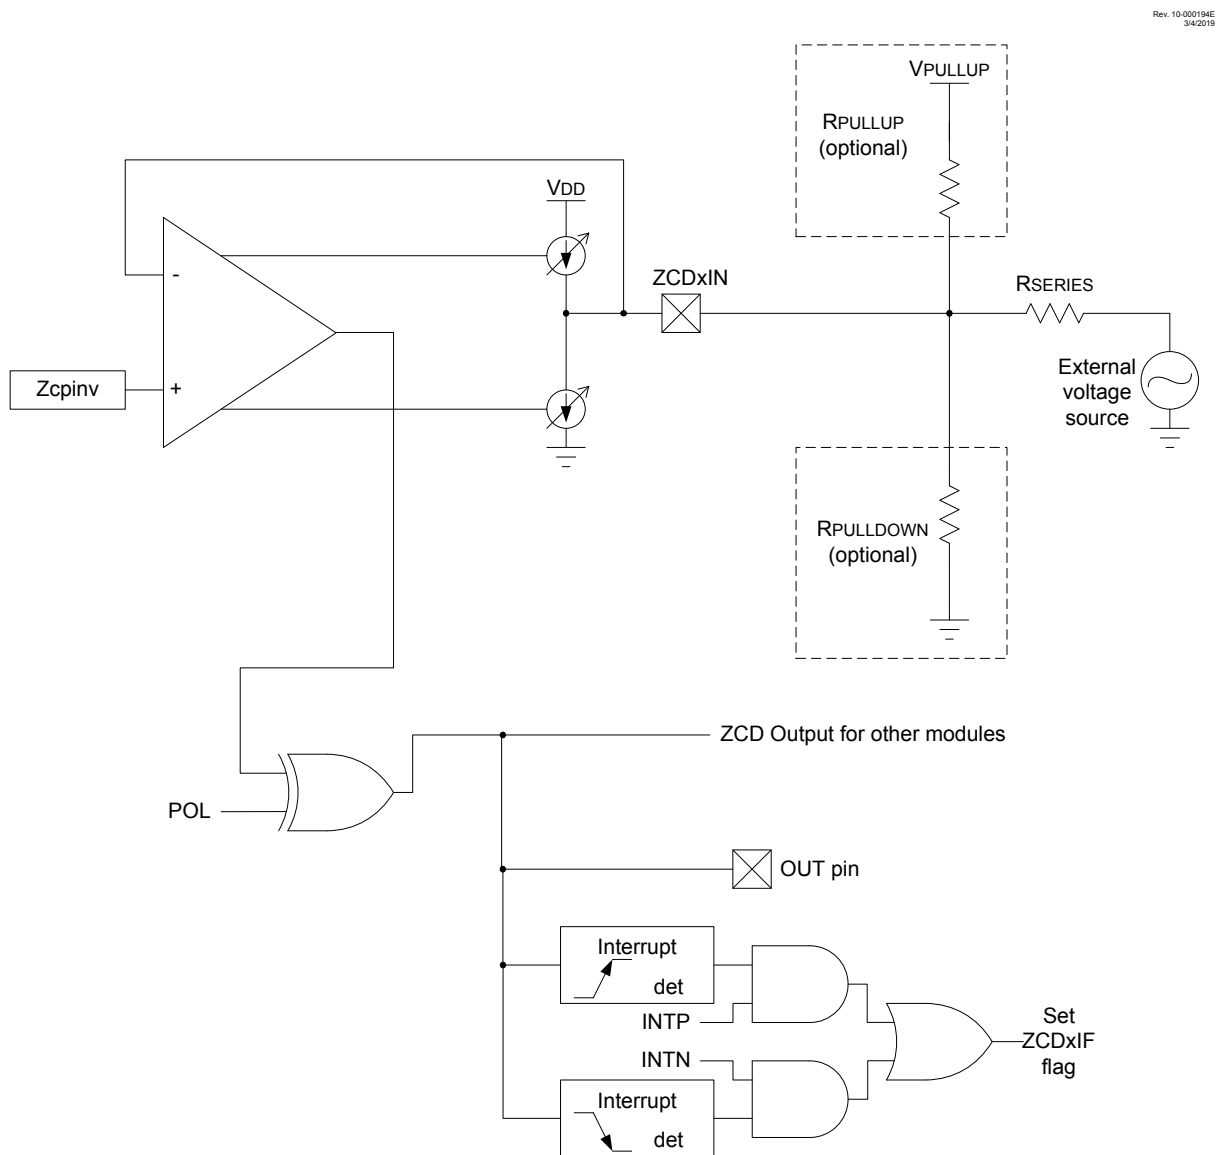 Rev. 10-000194E
3/4/2019
VPULLUP
RPULLUP
(optional)
VDD
-
ZCDxIN
RSERIES
External
voltage
source
Zcpinv
+
RPULLDOWN
(optional)
ZCD Output for other modules
POL
OUT pin
Interrupt
det
INTP
INTN
Set
ZCDxIF
flag
Interrupt
det